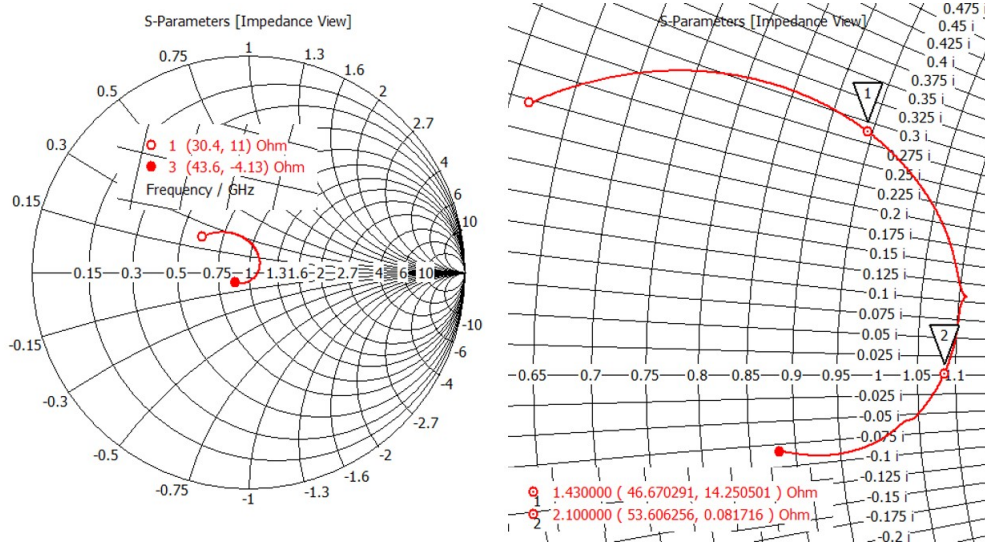 S-Parameters [Impedance View]
1
0.75
1.3
0.5
1.6
2
0.3
2.7
1 (30.4, 11) Ohm
3 (43.6, -4.13) Ohm
Frequency / GHz
4
6
10
0.15
0.15 0.3 0.5 0.75 1 1.3 1.6 2 2.7 4 6 10
-0.15
-10
-6
-0.3
-4
-0.5
-2.7
-2
-0.75
-1.6
-1
-1.3
S-Parameters [Impedance View]
0.475 i
0.45 i
0.425 i
0.4 i
0.375 i
0.35 i
0.325 i
0.3 i
0.275 i
0.25 i
0.225 i
0.2 i
0.175 i
0.15 i
0.125 i
0.1 i
0.075 i
0.05 i
0.025 i
1
2
0.65 0.7 0.75 0.8 0.85 0.9 0.95 1 1.05 1.1
-0.025 i
-0.05 i
-0.075 i
-0.1 i
-0.125 i
-0.15 i
-0.175 i
-0.2 i
1 1.430000 ( 46.670291, 14.250501 ) Ohm
2 2.100000 ( 53.606256, 0.081716 ) Ohm